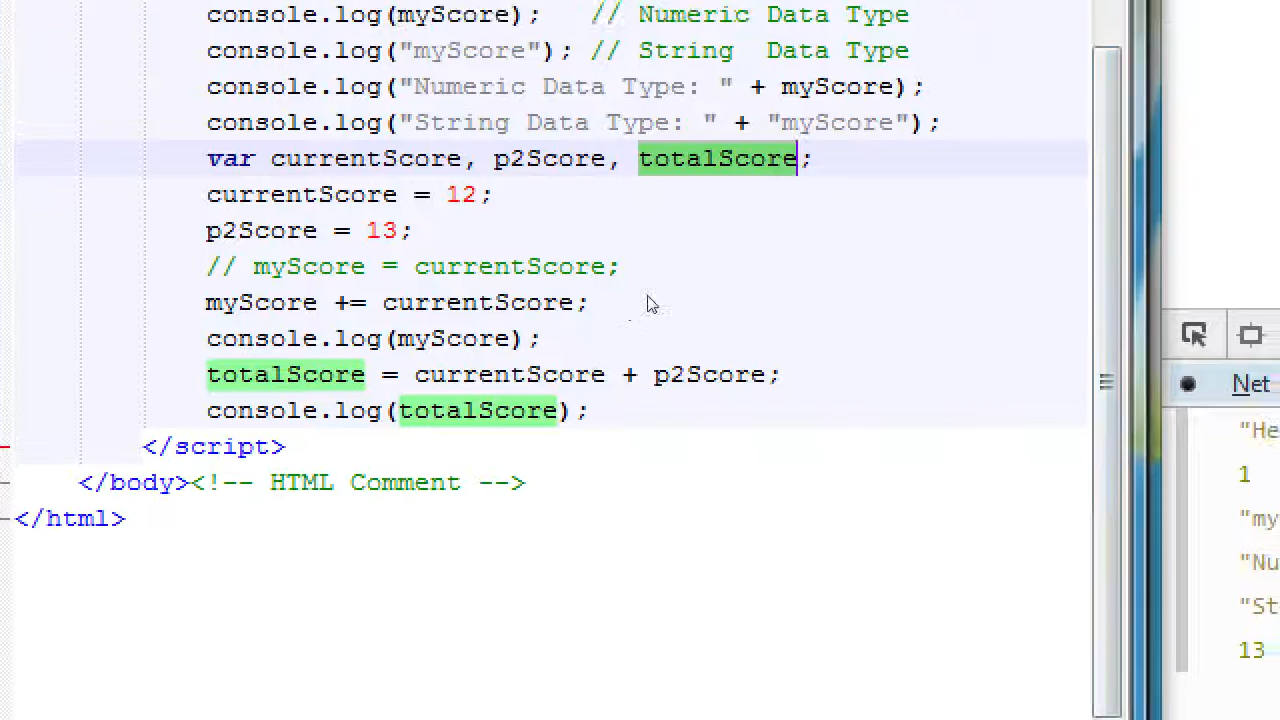 console.log(myScore);   // Numeric Data Type
console.log("myScore"); // String  Data Type
console.log("Numeric Data Type: " + myScore);
console.log("String Data Type: " + "myScore");
var currentScore, p2Score, totalScore;
currentScore = 12;
p2Score = 13;
// myScore = currentScore;
myScore += currentScore;
console.log(myScore);
totalScore = currentScore + p2Score;
console.log(totalScore);
</script>
</body><!-- HTML Comment -->
</html>
Net
"He
1
"my
"Nu
"St
13